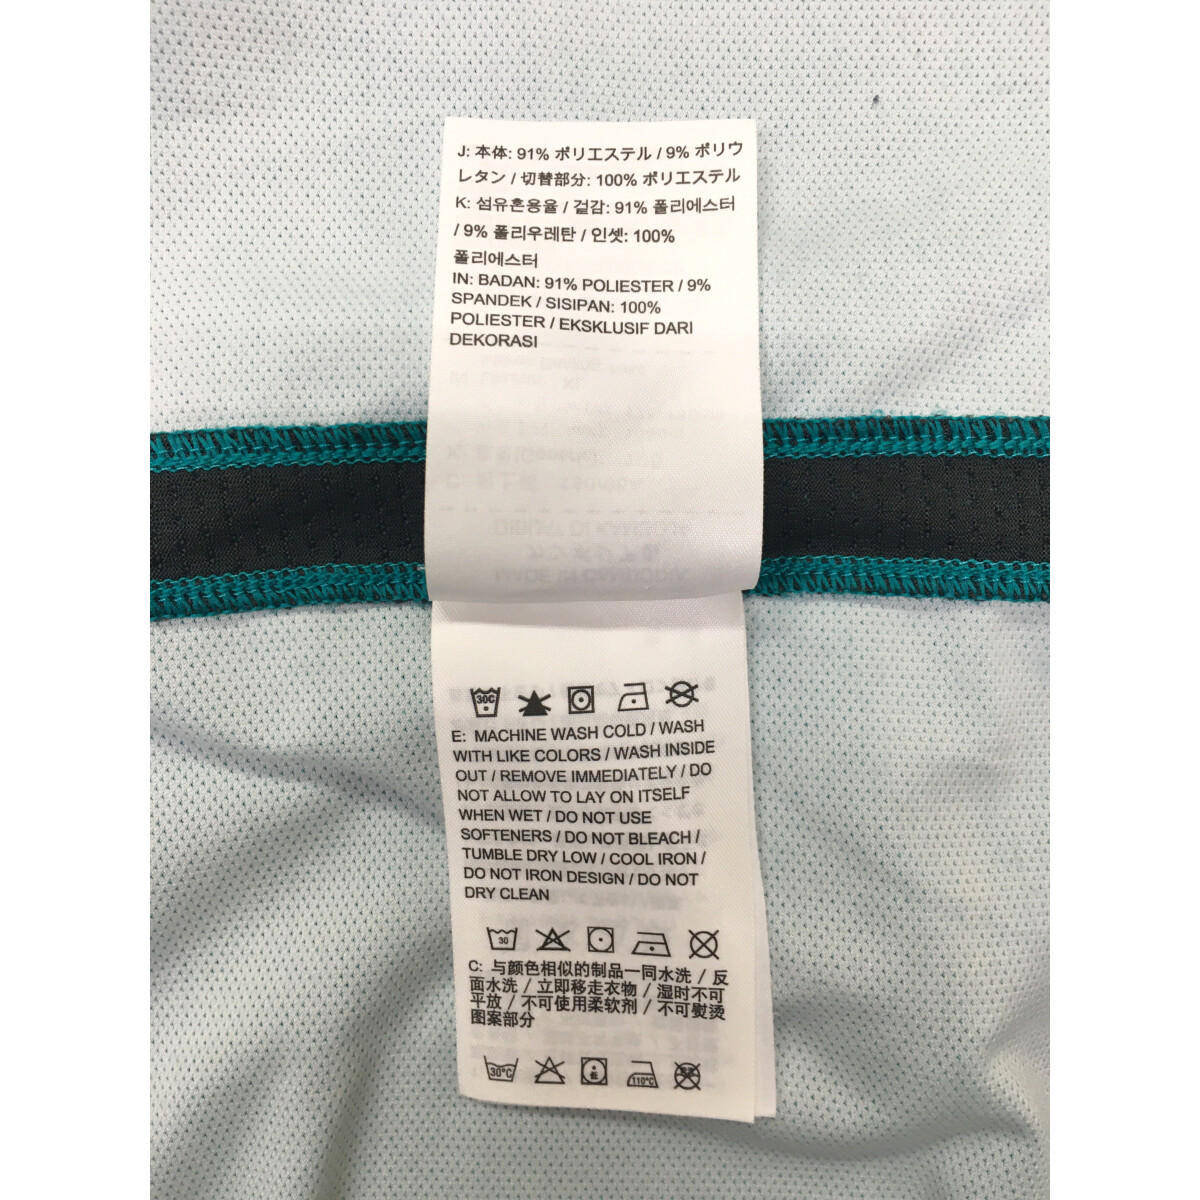 J: 本体: 91% ポリエステル / 9% ポリウ
レタン / 切替部分: 100% ポリエステル
K: 섬유혼용율 / 겉감: 91% 폴리에스터
/ 9% 폴리우레탄 / 인셋: 100%
폴리에스터
IN: BADAN: 91% POLIESTER / 9%
SPANDEK / SISIPAN: 100%
POLIESTER / EKSKLUSIF DARI
DEKORASI
30C
E: MACHINE WASH COLD / WASH
WITH LIKE COLORS / WASH INSIDE
OUT / REMOVE IMMEDIATELY / DO
NOT ALLOW TO LAY ON ITSELF
WHEN WET / DO NOT USE
SOFTENERS / DO NOT BLEACH /
TUMBLE DRY LOW / COOL IRON /
DO NOT IRON DESIGN / DO NOT
DRY CLEAN
30
C: 与颜色相似的制品一同水洗 / 反
面水洗 / 立即移走衣物 / 湿时不可
平放 / 不可使用柔软剂 / 不可熨烫
图案部分
30°C 110°C